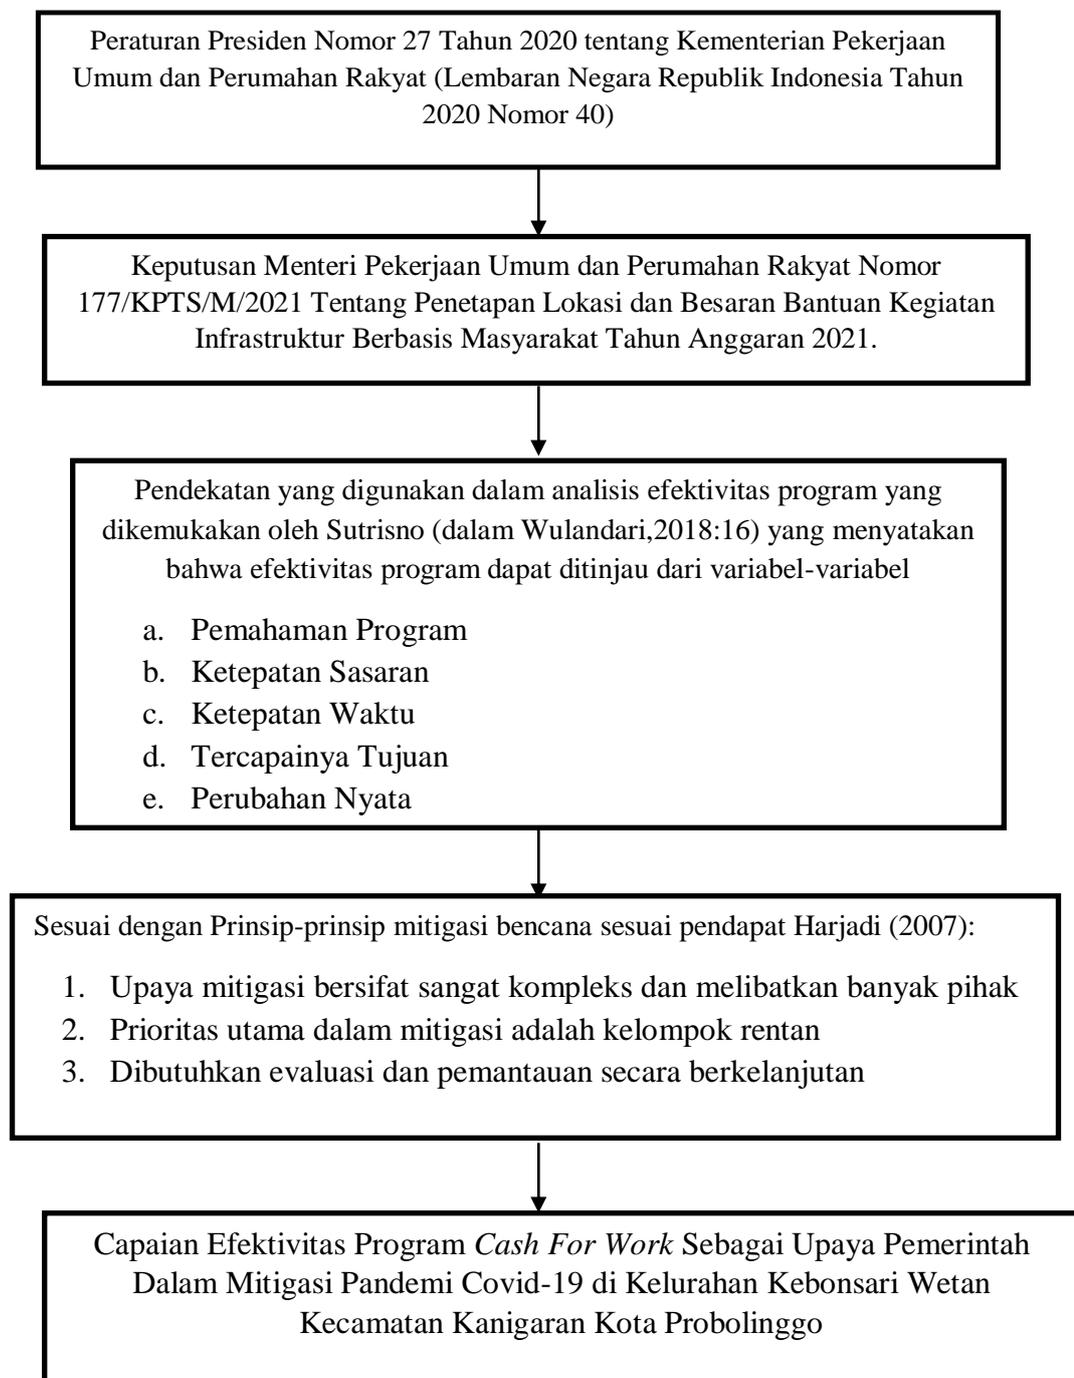 Peraturan Presiden Nomor 27 Tahun 2020 tentang Kementerian Pekerjaan
Umum dan Perumahan Rakyat (Lembaran Negara Republik Indonesia Tahun
2020 Nomor 40)
Keputusan Menteri Pekerjaan Umum dan Perumahan Rakyat Nomor
177/KPTS/M/2021 Tentang Penetapan Lokasi dan Besaran Bantuan Kegiatan
Infrastruktur Berbasis Masyarakat Tahun Anggaran 2021.
Pendekatan yang digunakan dalam analisis efektivitas program yang
dikemukakan oleh Sutrisno (dalam Wulandari,2018:16) yang menyatakan
bahwa efektivitas program dapat ditinjau dari variabel-variabel
a. Pemahaman Program
b. Ketepatan Sasaran
c. Ketepatan Waktu
d. Tercapainya Tujuan
e. Perubahan Nyata
Sesuai dengan Prinsip-prinsip mitigasi bencana sesuai pendapat Harjadi (2007):
1. Upaya mitigasi bersifat sangat kompleks dan melibatkan banyak pihak
2. Prioritas utama dalam mitigasi adalah kelompok rentan
3. Dibutuhkan evaluasi dan pemantauan secara berkelanjutan
Capaian Efektivitas Program Cash For Work Sebagai Upaya Pemerintah
Dalam Mitigasi Pandemi Covid-19 di Kelurahan Kebonsari Wetan
Kecamatan Kanigaran Kota Probolinggo